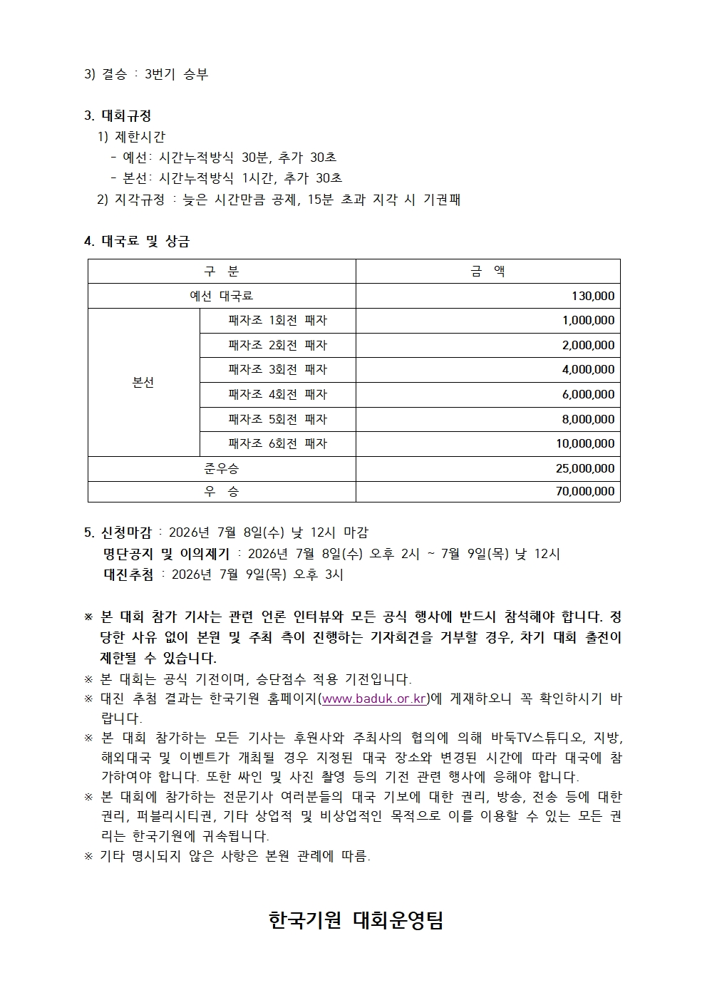 3) 결승 : 3번기 승부
3. 대회규정
1) 제한시간
- 예선: 시간누적방식 30분, 추가 30초
- 본선: 시간누적방식 1시간, 추가 30초
2) 지각규정 : 늦은 시간만큼 공제, 15분 초과 지각 시 기권패
4. 대국료 및 상금
구 분 금 액
예선 대국료 130,000
본선
패자조 1회전 패자 1,000,000
패자조 2회전 패자 2,000,000
패자조 3회전 패자 4,000,000
패자조 4회전 패자 6,000,000
패자조 5회전 패자 8,000,000
패자조 6회전 패자 10,000,000
준우승 25,000,000
우 승 70,000,000
5. 신청마감 : 2026년 7월 8일(수) 낮 12시 마감
명단공지 및 이의제기 : 2026년 7월 8일(수) 오후 2시 ~ 7월 9일(목) 낮 12시
대진추첨 : 2026년 7월 9일(목) 오후 3시
※ 본 대회 참가 기사는 관련 언론 인터뷰와 모든 공식 행사에 반드시 참석해야 합니다. 정
당한 사유 없이 본원 및 주최 측이 진행하는 기자회견을 거부할 경우, 차기 대회 출전이
제한될 수 있습니다.
※ 본 대회는 공식 기전이며, 승단점수 적용 기전입니다.
※ 대진 추첨 결과는 한국기원 홈페이지(www.baduk.or.kr)에 게재하오니 꼭 확인하시기 바
랍니다.
※ 본 대회 참가하는 모든 기사는 후원사와 주최사의 협의에 의해 바둑TV스튜디오, 지방,
해외대국 및 이벤트가 개최될 경우 지정된 대국 장소와 변경된 시간에 따라 대국에 참
가하여야 합니다. 또한 싸인 및 사진 촬영 등의 기전 관련 행사에 응해야 합니다.
※ 본 대회에 참가하는 전문기사 여러분들의 대국 기보에 대한 권리, 방송, 전송 등에 대한
권리, 퍼블리시티권, 기타 상업적 및 비상업적인 목적으로 이를 이용할 수 있는 모든 권
리는 한국기원에 귀속됩니다.
※ 기타 명시되지 않은 사항은 본원 관례에 따름.
한국기원 대회운영팀